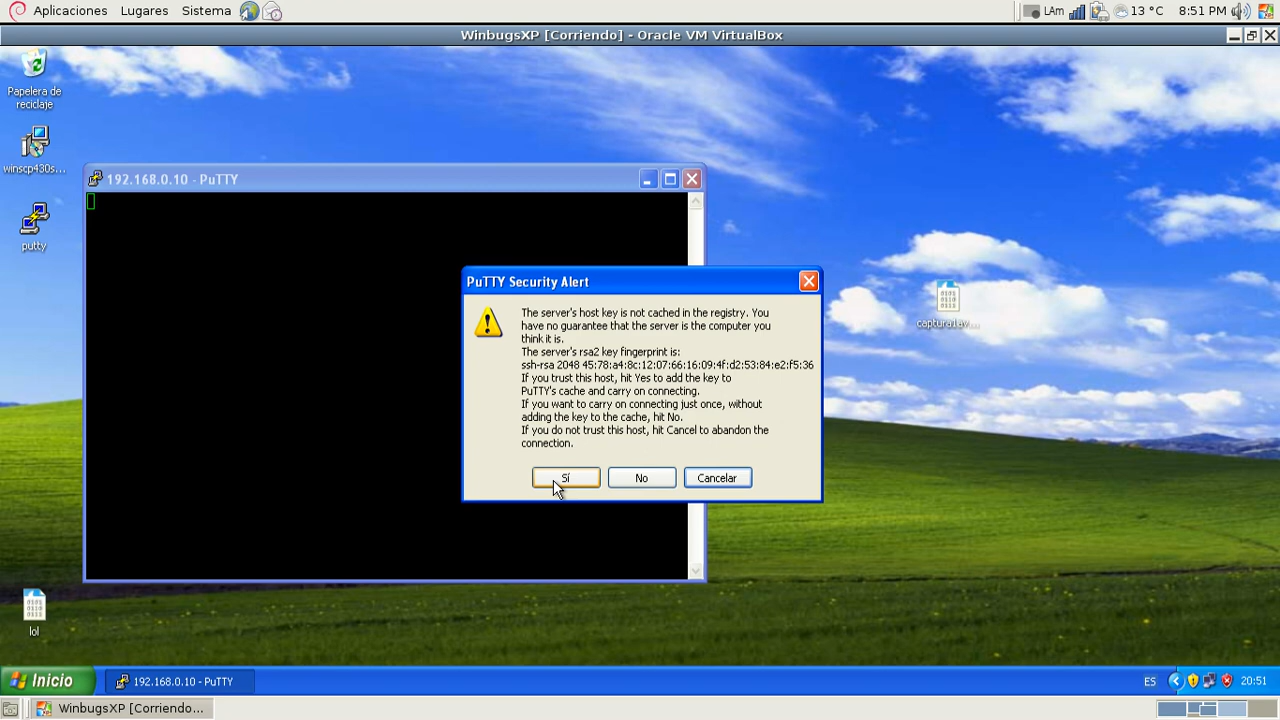 Aplicaciones Lugares Sistema LAm 13 °C 8:51 PM
WinbugsXP [Corriendo] - Oracle VM VirtualBox
Papelera de
reciclaje
winscp430s...
putty
192.168.0.10 - PuTTY
PuTTY Security Alert
The server's host key is not cached in the registry. You
have no guarantee that the server is the computer you
think it is.
The server's rsa2 key fingerprint is:
ssh-rsa 2048 45:78:a4:8c:12:07:66:16:09:4f:d2:53:84:e2:f5:36
If you trust this host, hit Yes to add the key to
PuTTY's cache and carry on connecting.
If you want to carry on connecting just once, without
adding the key to the cache, hit No.
If you do not trust this host, hit Cancel to abandon the
connection.
Sí No Cancelar
lol
Inicio 192.168.0.10 - PuTTY ES 20:51
WinbugsXP [Corriendo...